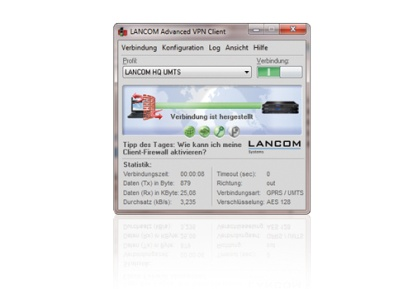 LANCOM Advanced VPN Client
Verbindung Konfiguration Log Ansicht Hilfe
Profil: Verbindung:
LANCOM HQ UMTS
Verbindung ist hergestellt
Tipp des Tages: Wie kann ich meine
Client-Firewall aktivieren?
LANCOM
Systems
Statistik:
Verbindungszeit: 00:00:08 Timeout (sec): 0
Daten (Tx) in Byte: 879 Richtung: out
Daten (Rx) in KByte: 25,08 Verbindungsart: GPRS / UMTS
Durchsatz (kB/s): 3,235 Verschlüsselung: AES 128